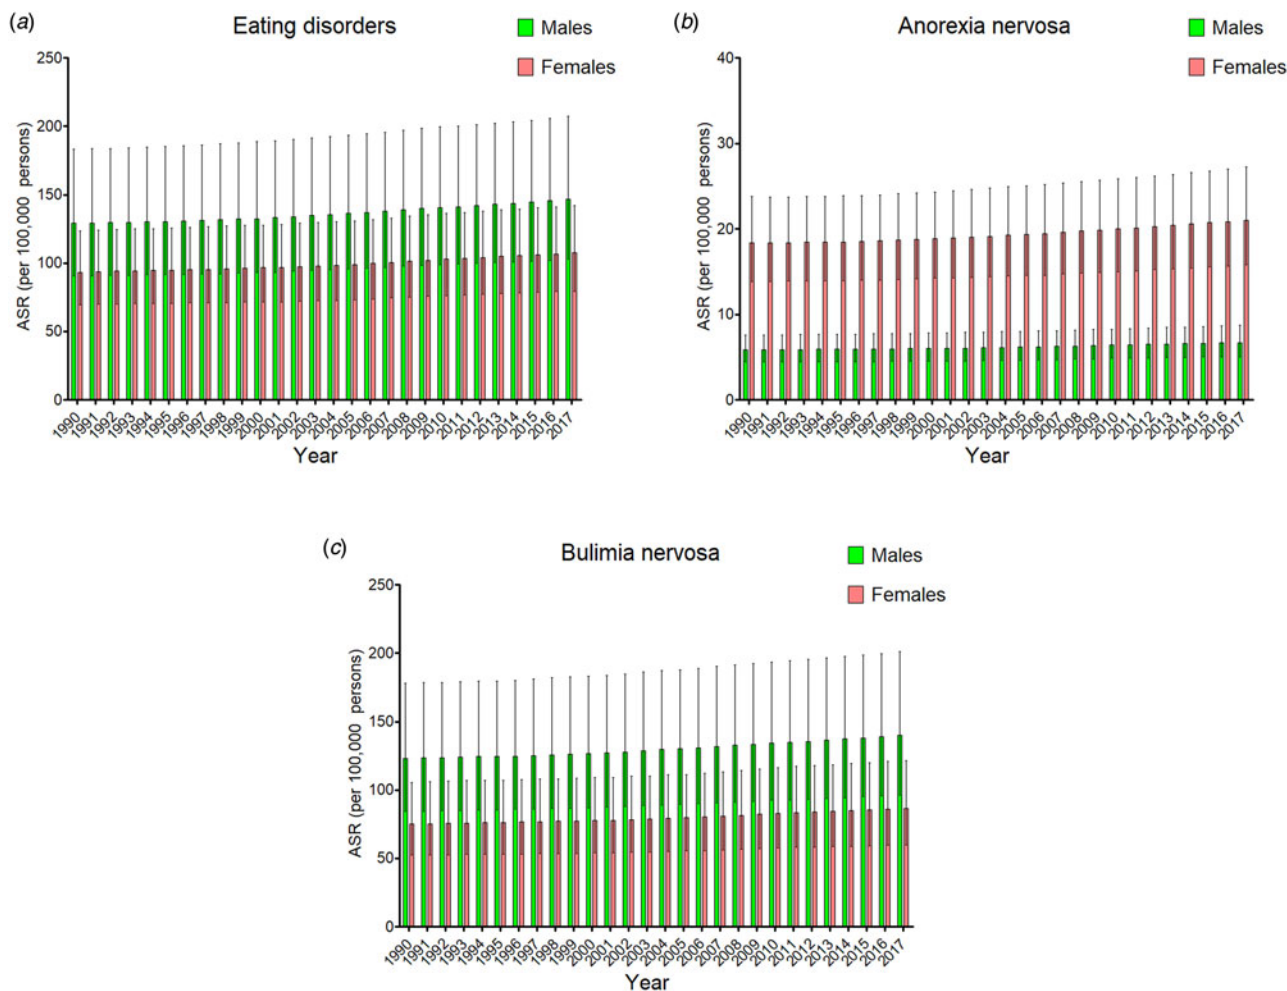 (a)
Eating disorders
Males
Females
ASR (per 100,000 persons)
250
200
150
100
50
0
1990 1991 1992 1993 1994 1995 1996 1997 1998 1999 2000 2001 2002 2003 2004 2005 2006 2007 2008 2009 2010 2011 2012 2013 2014 2015 2016 2017
Year
(b)
Anorexia nervosa
Males
Females
ASR (per 100,000 persons)
40
30
20
10
0
1990 1991 1992 1993 1994 1995 1996 1997 1998 1999 2000 2001 2002 2003 2004 2005 2006 2007 2008 2009 2010 2011 2012 2013 2014 2015 2016 2017
Year
(c)
Bulimia nervosa
Males
Females
ASR (per 100,000 persons)
250
200
150
100
50
0
1990 1991 1992 1993 1994 1995 1996 1997 1998 1999 2000 2001 2002 2003 2004 2005 2006 2007 2008 2009 2010 2011 2012 2013 2014 2015 2016 2017
Year